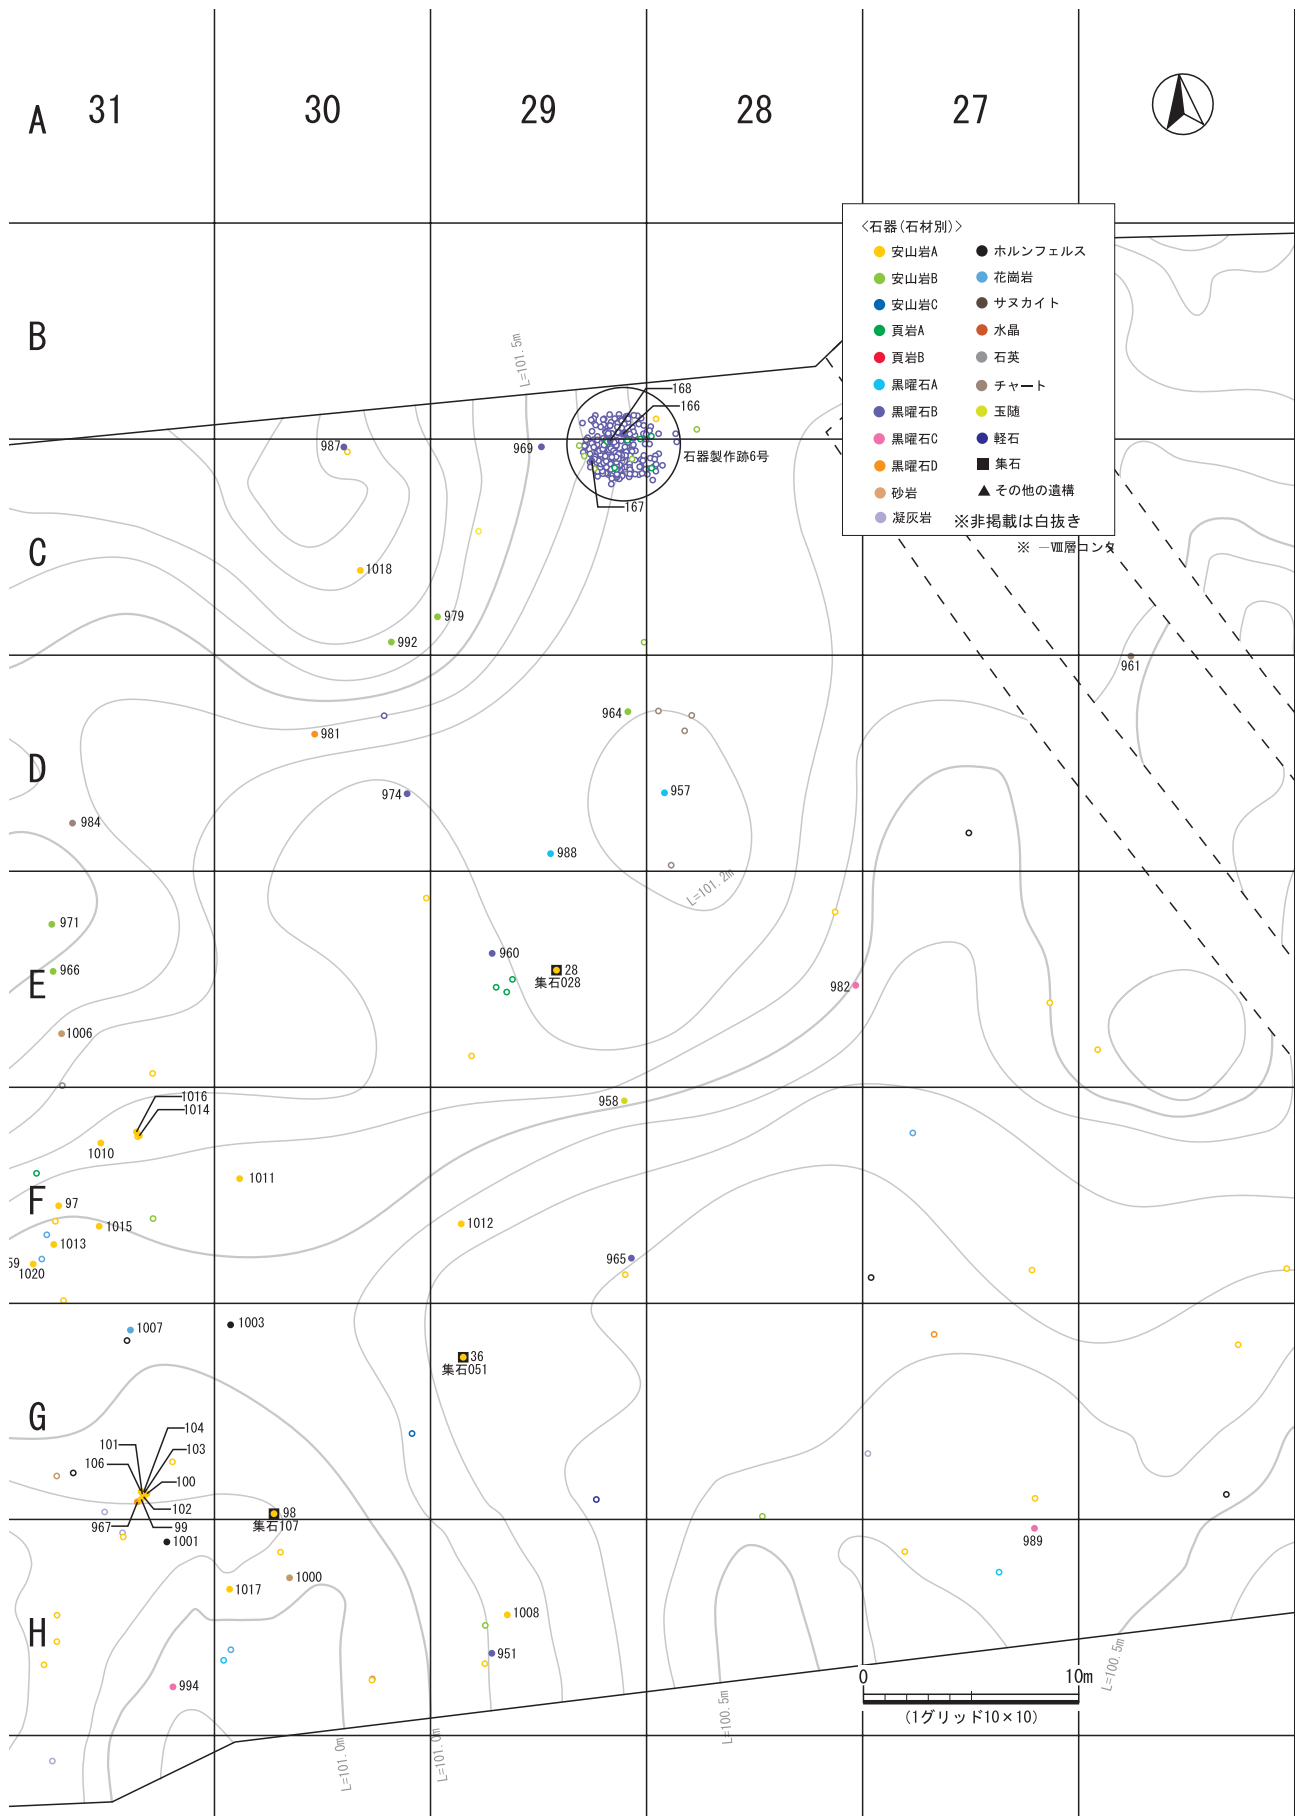 31
30
29
28
27
A
B
C
D
E
F
G
H
〈石器(石材別)〉
安山岩A
安山岩B
安山岩C
頁岩A
頁岩B
黒曜石A
黒曜石B
黒曜石C
黒曜石D
砂岩
凝灰岩
ホルンフェルス
花崗岩
サヌカイト
水晶
石英
チャート
玉随
軽石
集石
その他の遺構
※非掲載は白抜き
※ ―Ⅷ層コンタ
L=101.5m
168
166
987
969
石器製作跡6号
167
1018
979
992
961
964
981
974
957
984
988
L=101.2m
971
960
966
28
集石028
982
1006
1016
958
1014
1010
1011
97
1015
1012
1013
965
59
1020
1007
1003
36
集石051
104
101
103
106
100
102
98
967
99
集石107
1001
989
1000
1017
1008
951
994
L=100.5m
0
10m
(1グリッド10×10)
L=100.5m
L=101.0m
L=101.0m